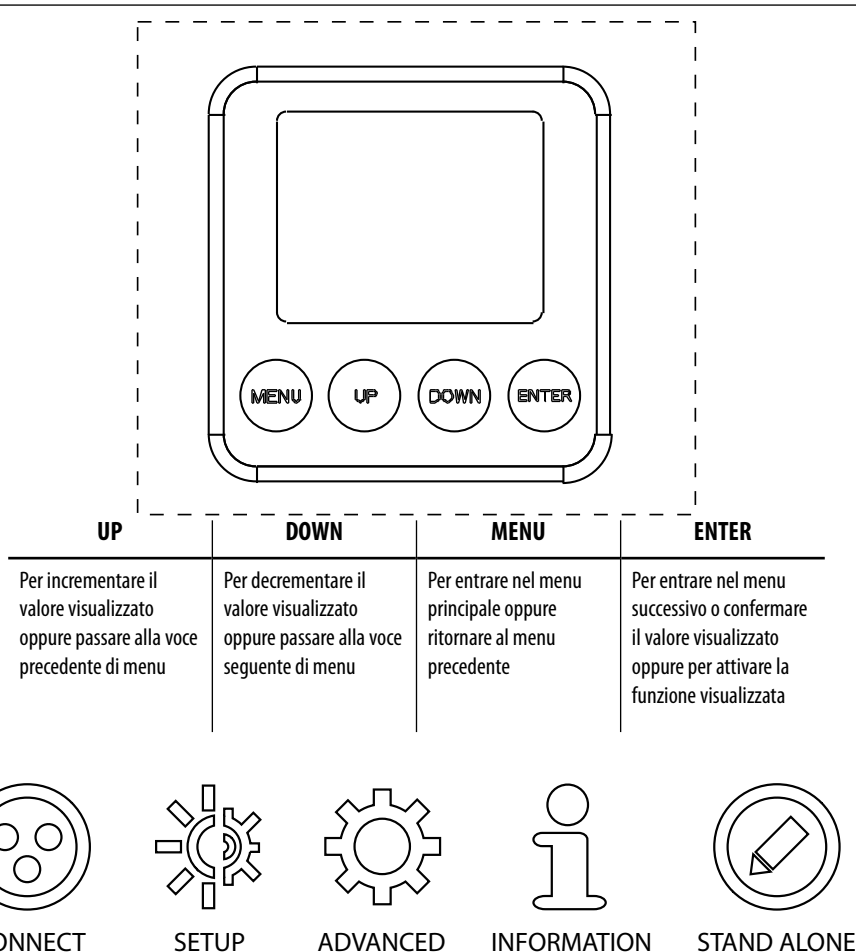 MENU UP DOWN ENTER
UP DOWN MENU ENTER
Per incrementare il
valore visualizzato
oppure passare alla voce
precedente di menu
Per decrementare il
valore visualizzato
oppure passare alla voce
seguente di menu
Per entrare nel menu
principale oppure
ritornare al menu
precedente
Per entrare nel menu
successivo o confermare
il valore visualizzato
oppure per attivare la
funzione visualizzata
ONNECT SETUP ADVANCED INFORMATION STAND ALONE